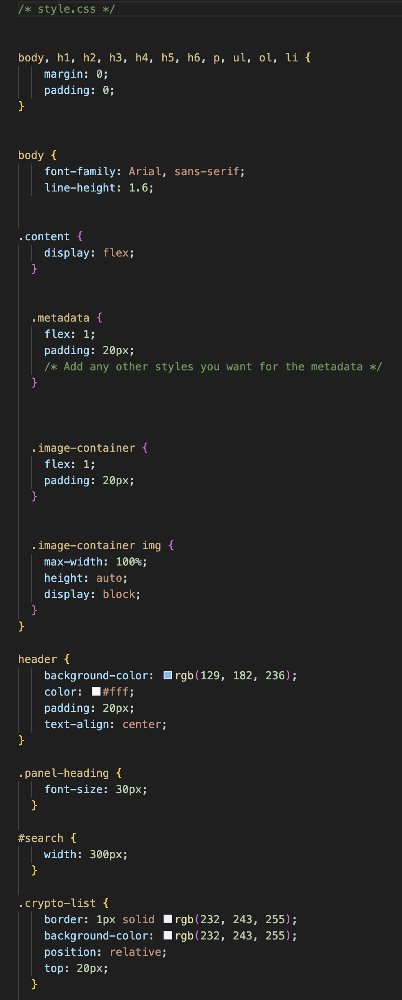 /* style.css */
body, h1, h2, h3, h4, h5, h6, p, ul, ol, li {
margin: 0;
padding: 0;
}
body {
font-family: Arial, sans-serif;
line-height: 1.6;
.content {
display: flex;
}
.metadata {
flex: 1;
padding: 20px;
/* Add any other styles you want for the metadata */
}
.image-container {
flex: 1;
padding: 20px;
}
.image-container img {
max-width: 100%;
height: auto;
display: block;
}
}
header {
background-color: rgb(129, 182, 236);
color: #fff;
padding: 20px;
text-align: center;
}
.panel-heading {
font-size: 30px;
}
#search {
width: 300px;
}
.crypto-list {
border: 1px solid rgb(232, 243, 255);
background-color: rgb(232, 243, 255);
position: relative;
top: 20px;
}